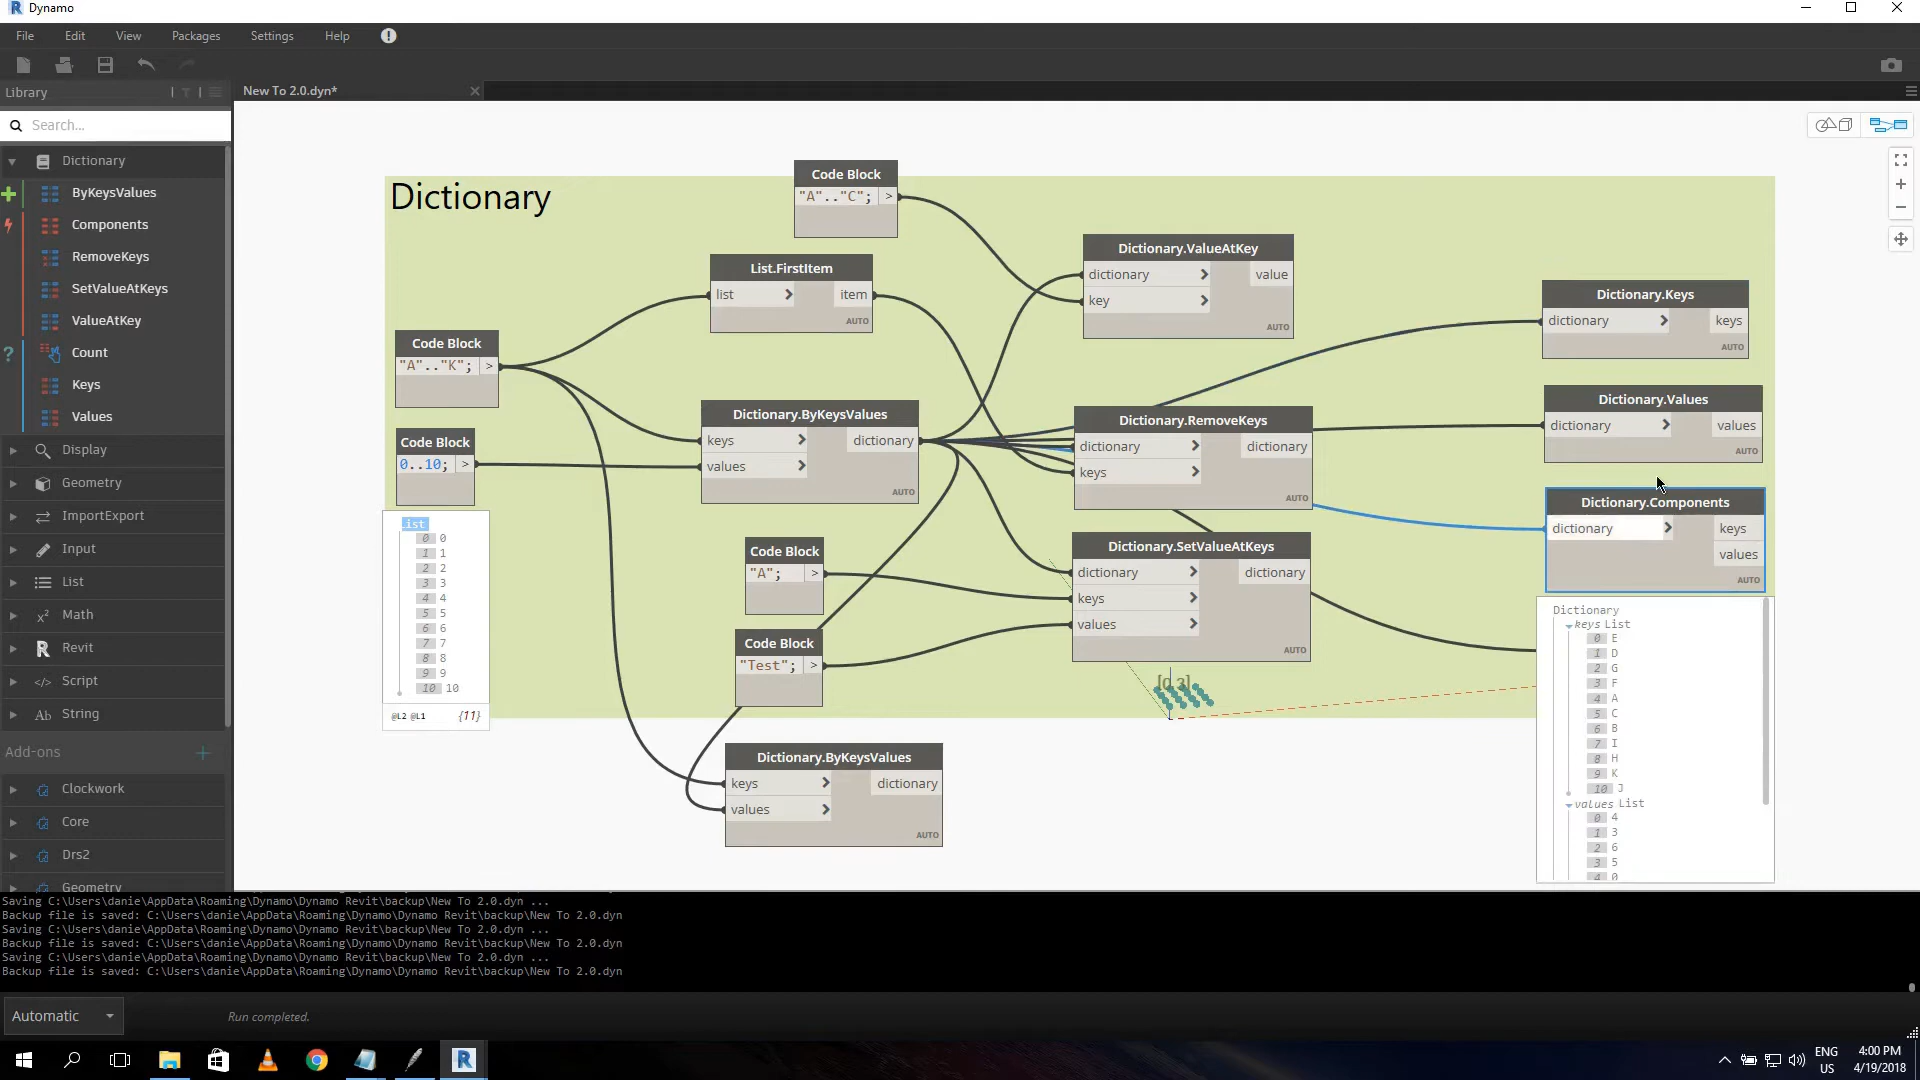 Dynamo
File Edit View Packages Settings Help
Library
New To 2.0.dyn*
Search...
Dictionary
ByKeysValues
Components
RemoveKeys
SetValueAtKeys
ValueAtKey
Count
Keys
Values
Display
Geometry
ImportExport
Input
List
Math
Revit
Script
String
Add-ons
Clockwork
Core
Drs2
Geometry
Dictionary
Code Block
"A".."C"; >
List.FirstItem
list > item
AUTO
Code Block
"A".."K"; >
Code Block
0..10; >
ist
0 0
1 1
2 2
3 3
4 4
5 5
6 6
7 7
8 8
9 9
10 10
@L2 @L1 {11}
Dictionary.ByKeysValues
keys > dictionary
values >
AUTO
Code Block
"A"; >
Code Block
"Test"; >
Dictionary.ByKeysValues
keys > dictionary
values >
AUTO
Dictionary.ValueAtKey
dictionary > value
key >
AUTO
Dictionary.RemoveKeys
dictionary > dictionary
keys >
AUTO
Dictionary.SetValueAtKeys
dictionary > dictionary
keys >
values >
AUTO
Dictionary.Keys
dictionary > keys
AUTO
Dictionary.Values
dictionary > values
AUTO
Dictionary.Components
dictionary > keys
values
AUTO
Dictionary
keys List
0 E
1 D
2 G
3 F
4 A
5 C
6 B
7 I
8 H
9 K
10 J
values List
0 4
1 3
2 6
3 5
4 0
Saving C:\Users\danie\AppData\Roaming\Dynamo\Dynamo Revit\backup\New To 2.0.dyn ...
Backup file is saved: C:\Users\danie\AppData\Roaming\Dynamo\Dynamo Revit\backup\New To 2.0.dyn
Saving C:\Users\danie\AppData\Roaming\Dynamo\Dynamo Revit\backup\New To 2.0.dyn ...
Backup file is saved: C:\Users\danie\AppData\Roaming\Dynamo\Dynamo Revit\backup\New To 2.0.dyn
Saving C:\Users\danie\AppData\Roaming\Dynamo\Dynamo Revit\backup\New To 2.0.dyn ...
Backup file is saved: C:\Users\danie\AppData\Roaming\Dynamo\Dynamo Revit\backup\New To 2.0.dyn
Automatic
Run completed.
ENG
US
4:00 PM
4/19/2018